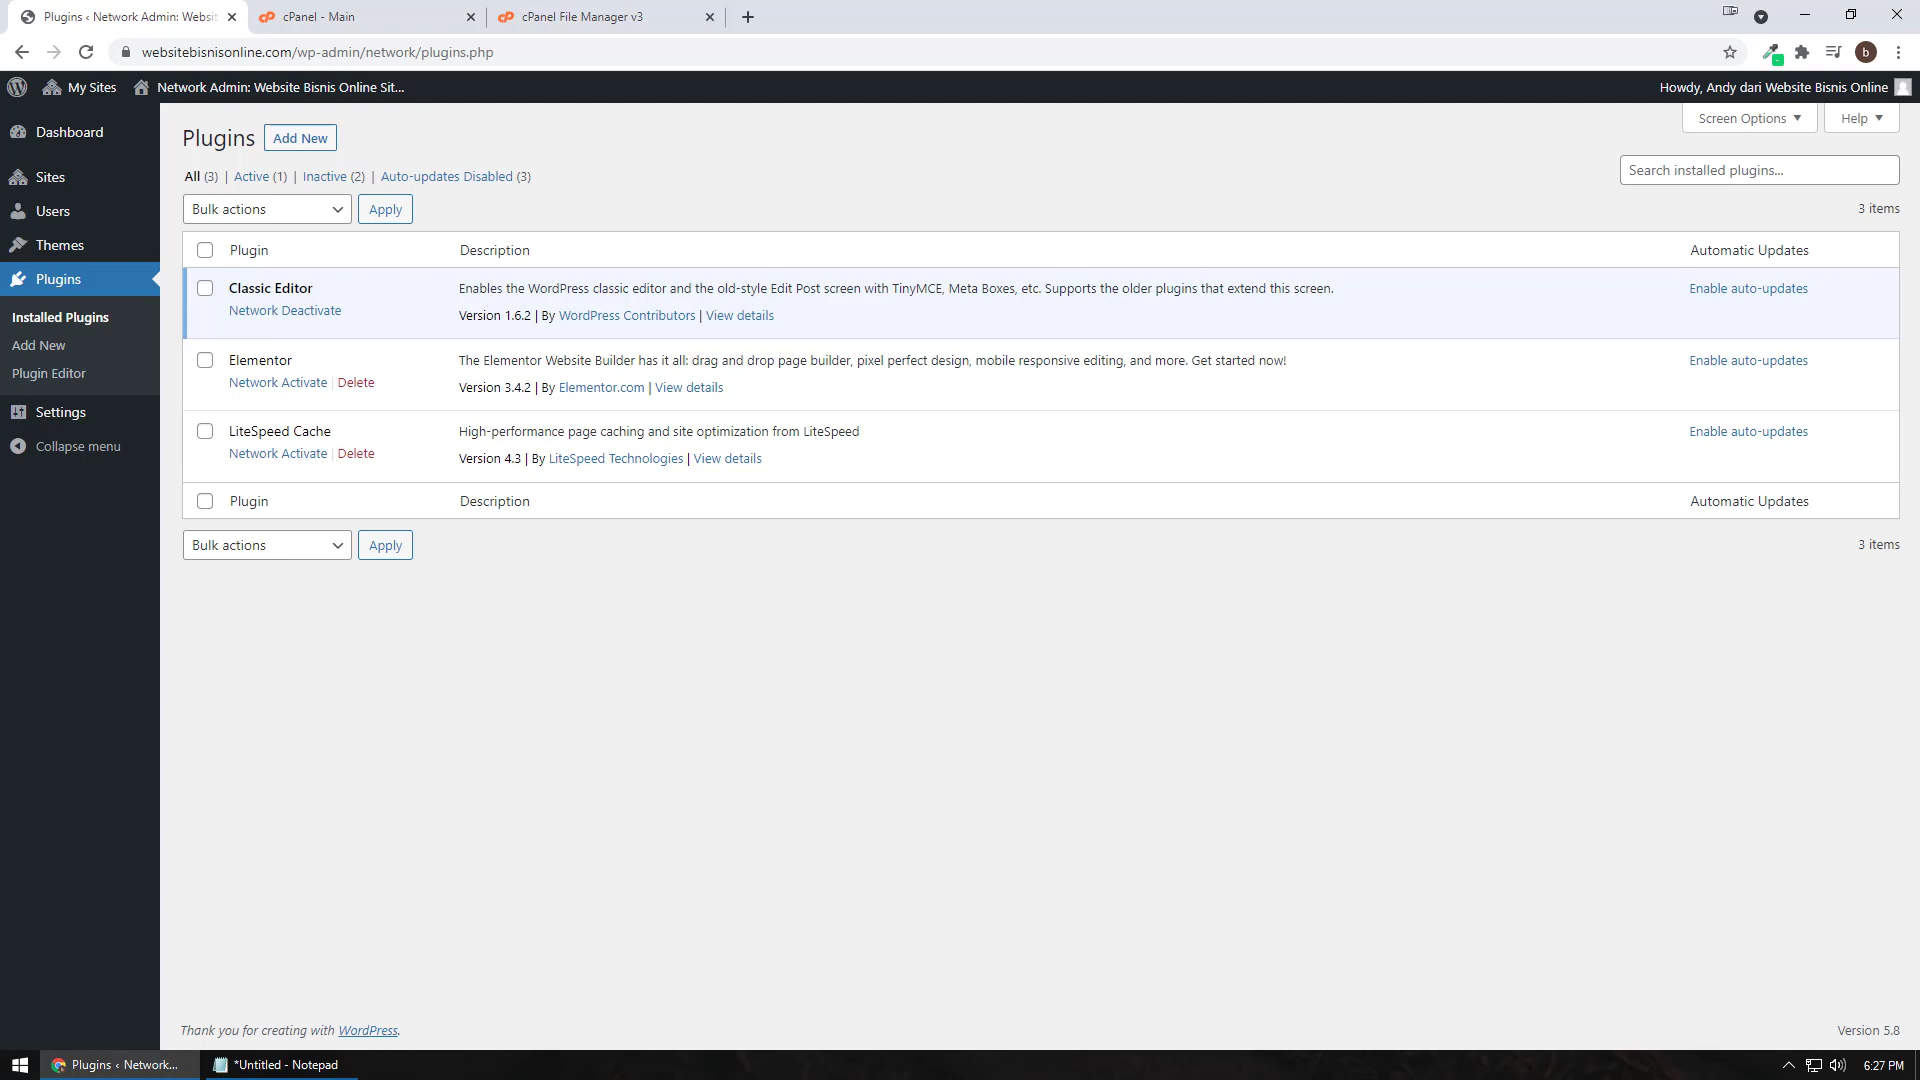 Plugins ‹ Network Admin: Websit
cPanel - Main
cPanel File Manager v3
websitebisnisonline.com/wp-admin/network/plugins.php
b
My Sites
Network Admin: Website Bisnis Online Sit...
Howdy, Andy dari Website Bisnis Online
Dashboard
Sites
Users
Themes
Plugins
Installed Plugins
Add New
Plugin Editor
Settings
Collapse menu
Screen Options
Help
Plugins
Add New
All (3) | Active (1) | Inactive (2) | Auto-updates Disabled (3)
Search installed plugins...
Bulk actions
Apply
3 items
Plugin
Description
Automatic Updates
Classic Editor
Network Deactivate
Enables the WordPress classic editor and the old-style Edit Post screen with TinyMCE, Meta Boxes, etc. Supports the older plugins that extend this screen.
Version 1.6.2 | By WordPress Contributors | View details
Enable auto-updates
Elementor
Network Activate | Delete
The Elementor Website Builder has it all: drag and drop page builder, pixel perfect design, mobile responsive editing, and more. Get started now!
Version 3.4.2 | By Elementor.com | View details
Enable auto-updates
LiteSpeed Cache
Network Activate | Delete
High-performance page caching and site optimization from LiteSpeed
Version 4.3 | By LiteSpeed Technologies | View details
Enable auto-updates
Plugin
Description
Automatic Updates
Bulk actions
Apply
3 items
Thank you for creating with WordPress.
Version 5.8
Plugins ‹ Network...
*Untitled - Notepad
6:27 PM